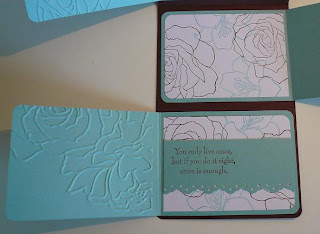 You only live once,
but if you do it right,
once is enough.